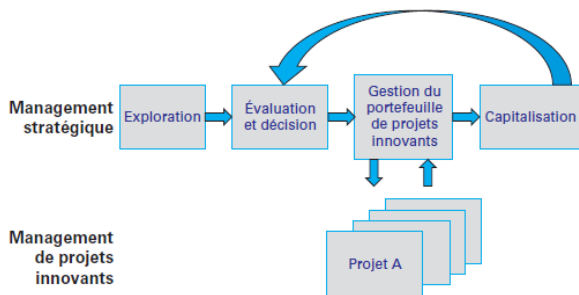 Management
stratégique
Exploration
Évaluation
et décision
Gestion du
portefeuille
de projets
innovants
Capitalisation
Management
de projets
innovants
Projet A